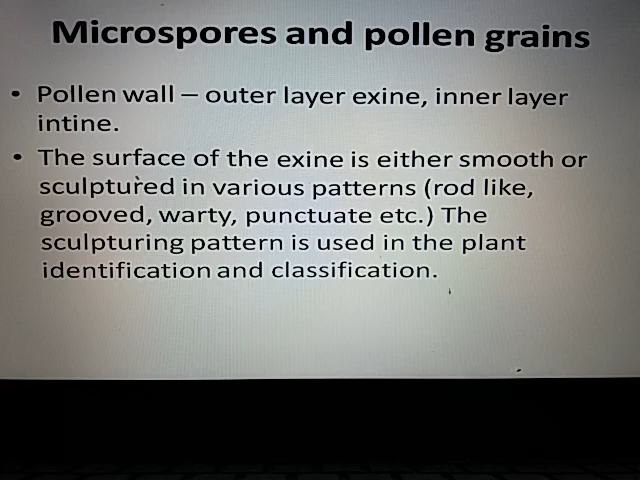 Microspores and pollen grains
• Pollen wall – outer layer exine, inner layer
intine.
• The surface of the exine is either smooth or
sculptured in various patterns (rod like,
grooved, warty, punctuate etc.) The
sculpturing pattern is used in the plant
identification and classification.